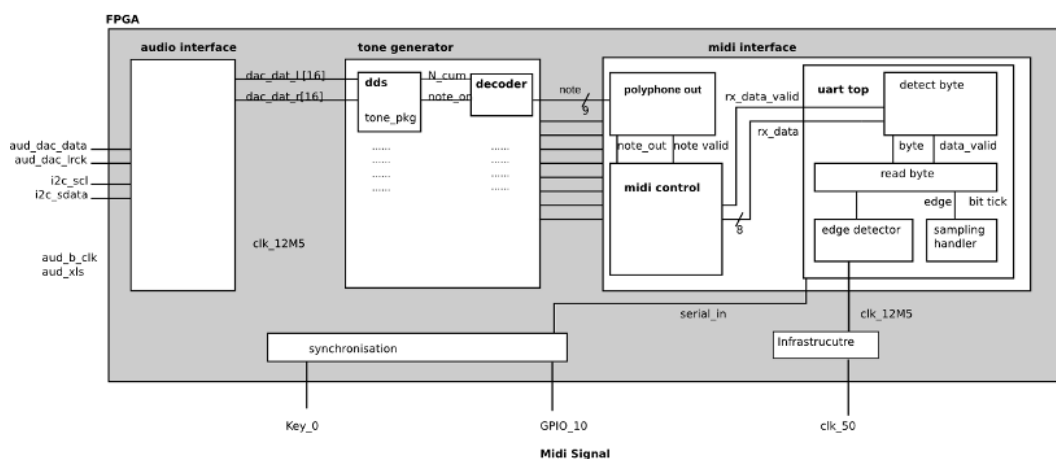 FPGA
audio interface
tone generator
midi interface
dac_dat_l [16]
dds
N_cum
decoder
dac_dat_r[16]
note_on
tone_pkg
note
9
polyphone out
rx_data_valid
uart top
detect byte
rx_data
note_out
note valid
byte
data_valid
aud_dac_data
aud_dac_lrck
i2c_scl
i2c_sdata
......
......
......
......
......
......
......
......
midi control
read byte
edge
bit tick
8
edge detector
sampling
handler
clk_12M5
aud_b_clk
aud_xls
serial_in
clk_12M5
synchronisation
Infrastrucutre
Key_0
GPIO_10
clk_50
Midi Signal